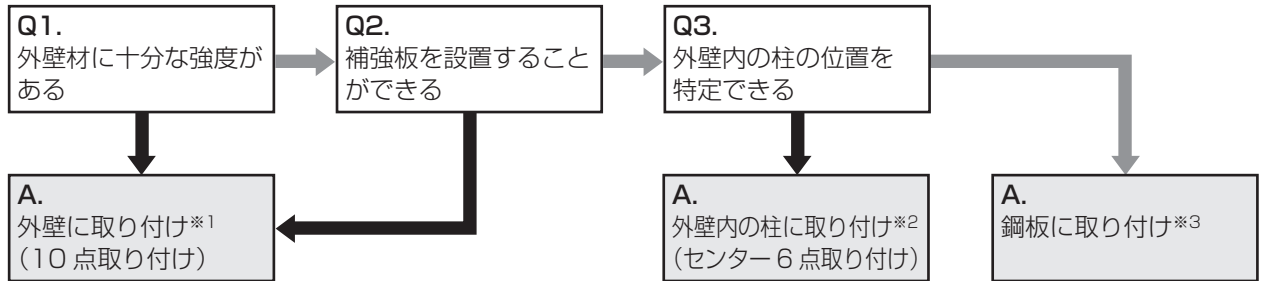 Q1.
外壁材に十分な強度が
ある
Q2.
補強板を設置すること
ができる
Q3.
外壁内の柱の位置を
特定できる
A.
外壁に取り付け※1
（10点取り付け）
A.
外壁内の柱に取り付け※2
（センター6点取り付け）
A.
鋼板に取り付け※3